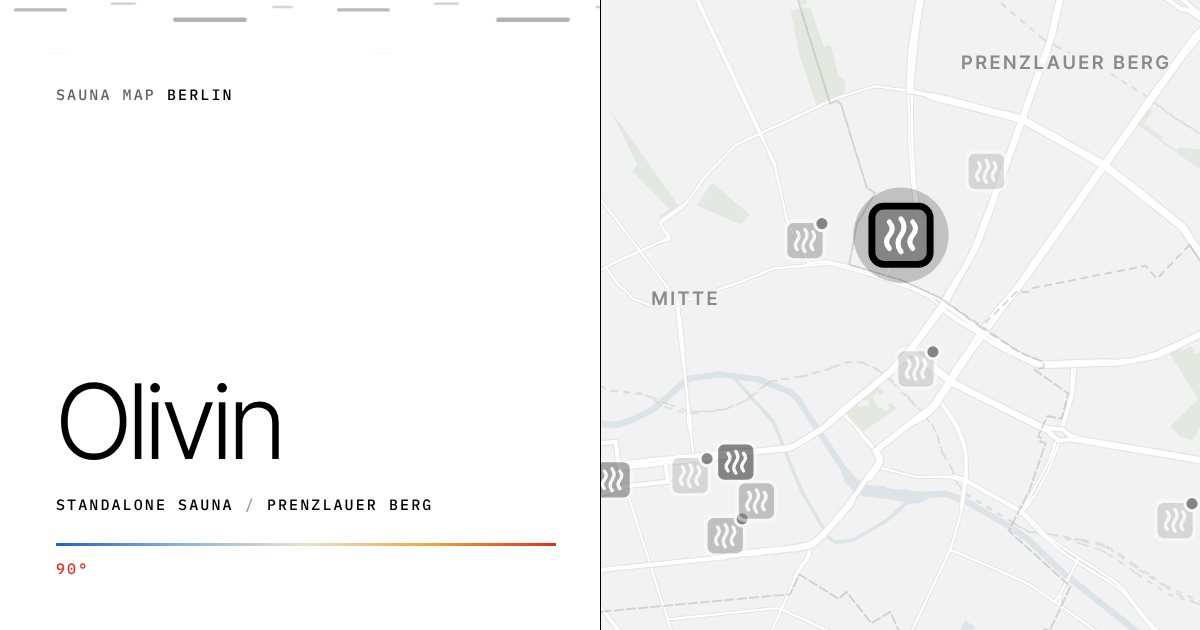 SAUNA MAP BERLIN
Olivin
STANDALONE SAUNA / PRENZLAUER BERG
90°
PRENZLAUER BERG
MITTE